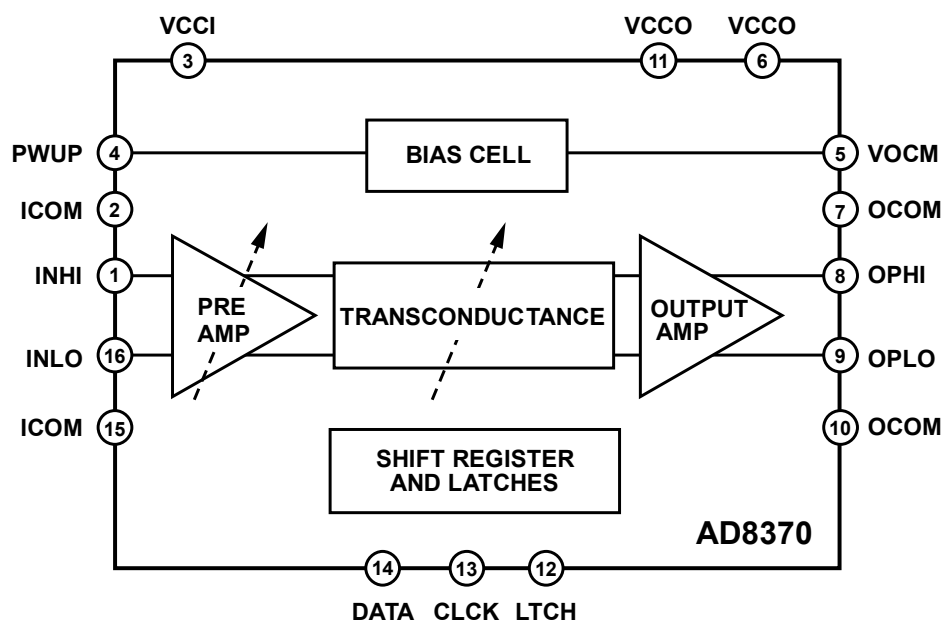 VCCI
VCCO
VCCO
3
11
6
PWUP
4
BIAS CELL
5
VOCM
ICOM
2
7
OCOM
INHI
1
PRE
AMP
TRANSCONDUCTANCE
OUTPUT
AMP
8
OPHI
INLO
16
9
OPLO
ICOM
15
10
OCOM
SHIFT REGISTER
AND LATCHES
AD8370
14
13
12
DATA
CLCK
LTCH